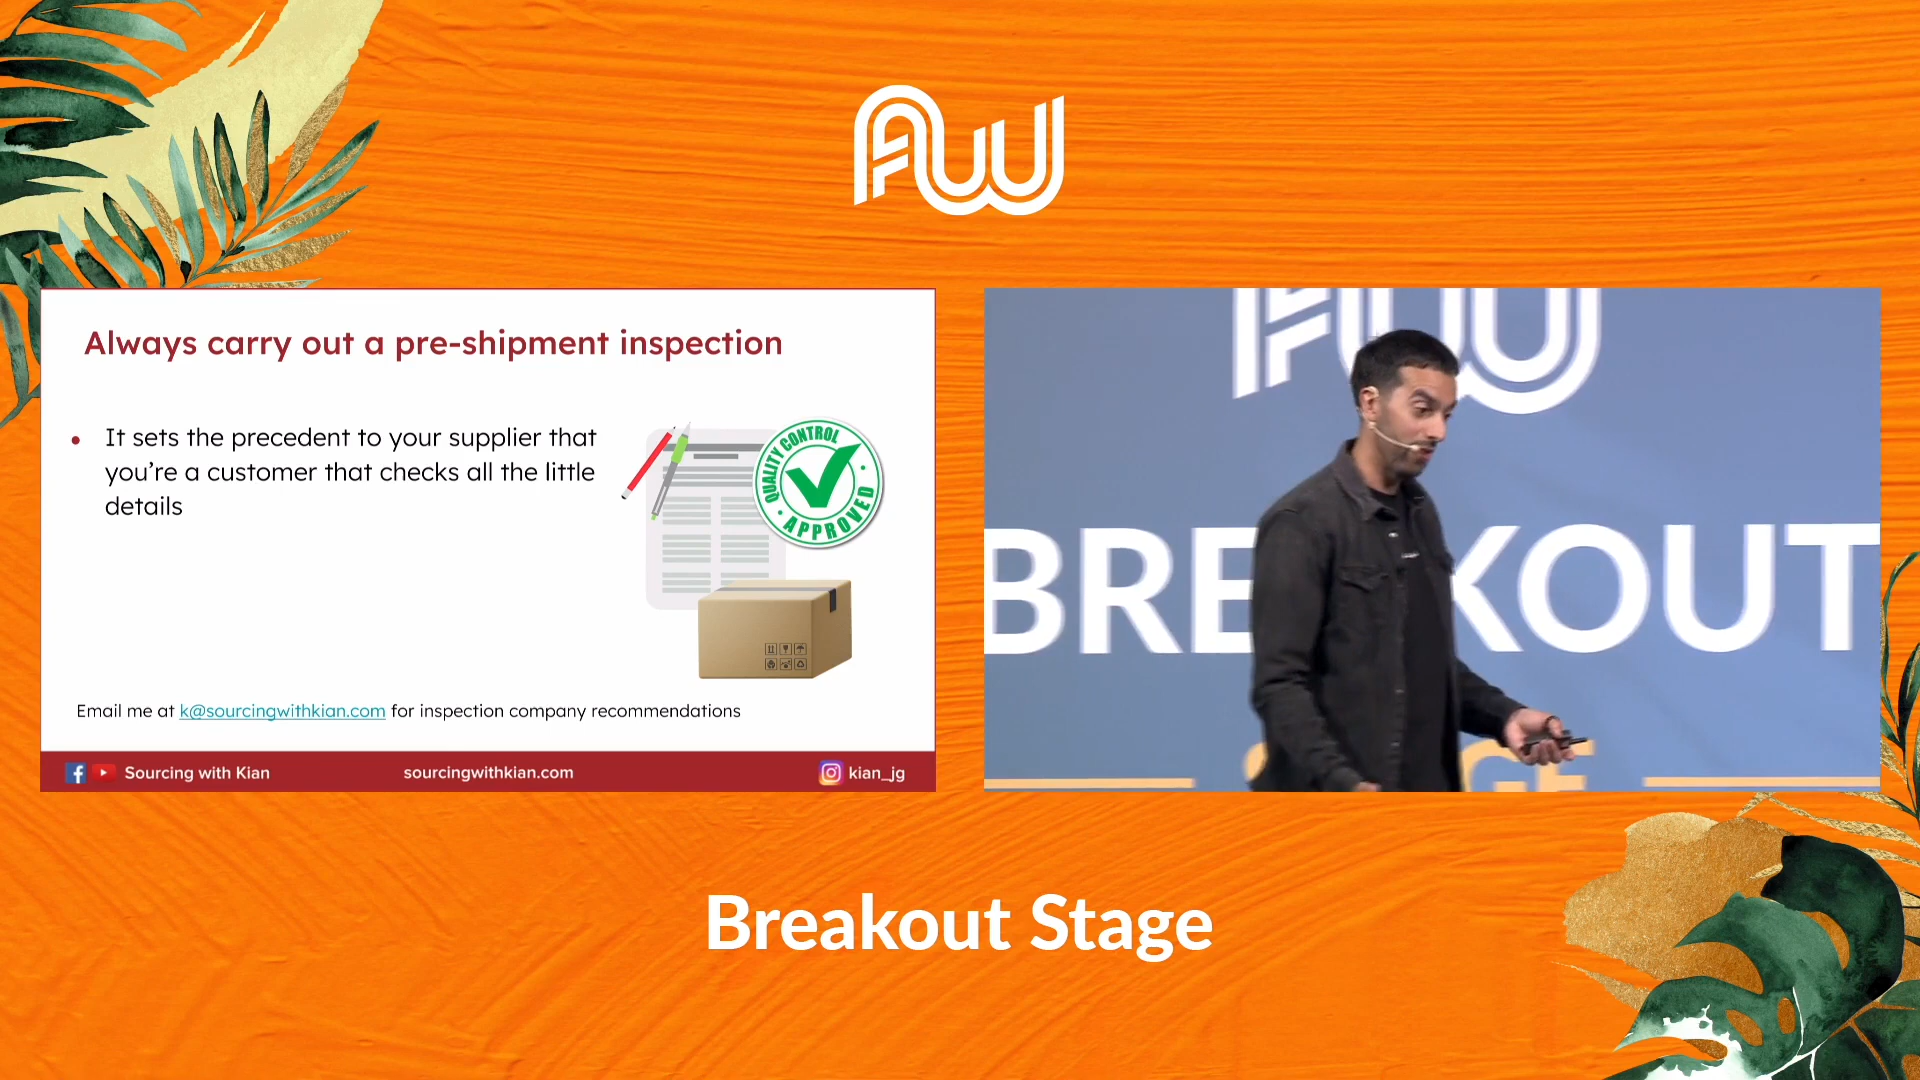 AW
Always carry out a pre-shipment inspection
It sets the precedent to your supplier that
you’re a customer that checks all the little
details
QUALITY CONTROL
APPROVED
Email me at k@sourcingwithkian.com for inspection company recommendations
Sourcing with Kian
sourcingwithkian.com
kian_jg
AW
BRE KOUT
Breakout Stage